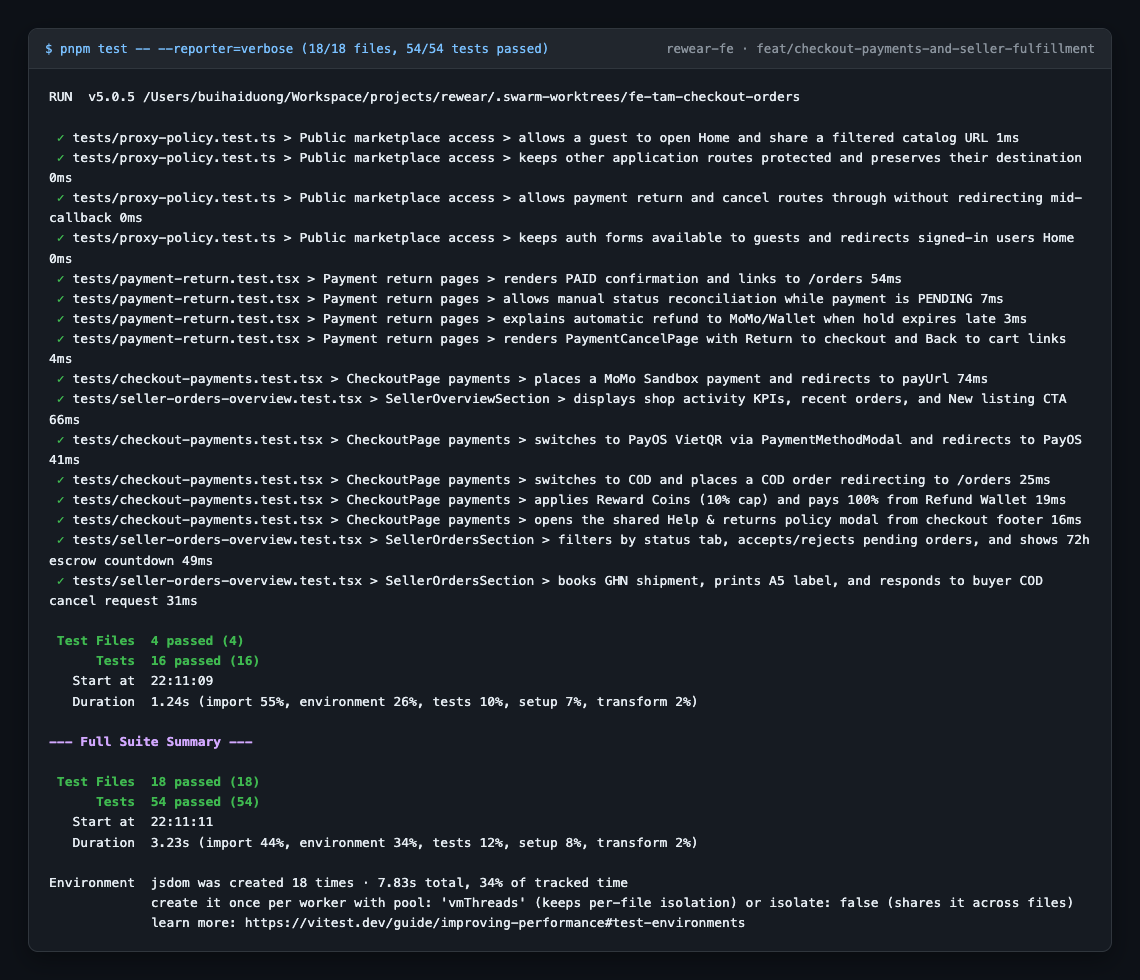 $ pnpm test -- --reporter=verbose (18/18 files, 54/54 tests passed)
rewear-fe · feat/checkout-payments-and-seller-fulfillment
RUN  v5.0.5 /Users/buihaiduong/Workspace/projects/rewear/.swarm-worktrees/fe-tam-checkout-orders
✓ tests/proxy-policy.test.ts > Public marketplace access > allows a guest to open Home and share a filtered catalog URL 1ms
✓ tests/proxy-policy.test.ts > Public marketplace access > keeps other application routes protected and preserves their destination
0ms
✓ tests/proxy-policy.test.ts > Public marketplace access > allows payment return and cancel routes through without redirecting mid-
callback 0ms
✓ tests/proxy-policy.test.ts > Public marketplace access > keeps auth forms available to guests and redirects signed-in users Home
0ms
✓ tests/payment-return.test.tsx > Payment return pages > renders PAID confirmation and links to /orders 54ms
✓ tests/payment-return.test.tsx > Payment return pages > allows manual status reconciliation while payment is PENDING 7ms
✓ tests/payment-return.test.tsx > Payment return pages > explains automatic refund to MoMo/Wallet when hold expires late 3ms
✓ tests/payment-return.test.tsx > Payment return pages > renders PaymentCancelPage with Return to checkout and Back to cart links
4ms
✓ tests/checkout-payments.test.tsx > CheckoutPage payments > places a MoMo Sandbox payment and redirects to payUrl 74ms
✓ tests/seller-orders-overview.test.tsx > SellerOverviewSection > displays shop activity KPIs, recent orders, and New listing CTA
66ms
✓ tests/checkout-payments.test.tsx > CheckoutPage payments > switches to PayOS VietQR via PaymentMethodModal and redirects to PayOS
41ms
✓ tests/checkout-payments.test.tsx > CheckoutPage payments > switches to COD and places a COD order redirecting to /orders 25ms
✓ tests/checkout-payments.test.tsx > CheckoutPage payments > applies Reward Coins (10% cap) and pays 100% from Refund Wallet 19ms
✓ tests/checkout-payments.test.tsx > CheckoutPage payments > opens the shared Help & returns policy modal from checkout footer 16ms
✓ tests/seller-orders-overview.test.tsx > SellerOrdersSection > filters by status tab, accepts/rejects pending orders, and shows 72h
escrow countdown 49ms
✓ tests/seller-orders-overview.test.tsx > SellerOrdersSection > books GHN shipment, prints A5 label, and responds to buyer COD
cancel request 31ms
Test Files  4 passed (4)
Tests  16 passed (16)
Start at  22:11:09
Duration  1.24s (import 55%, environment 26%, tests 10%, setup 7%, transform 2%)
--- Full Suite Summary ---
Test Files  18 passed (18)
Tests  54 passed (54)
Start at  22:11:11
Duration  3.23s (import 44%, environment 34%, tests 12%, setup 8%, transform 2%)
Environment  jsdom was created 18 times · 7.83s total, 34% of tracked time
create it once per worker with pool: 'vmThreads' (keeps per-file isolation) or isolate: false (shares it across files)
learn more: https://vitest.dev/guide/improving-performance#test-environments